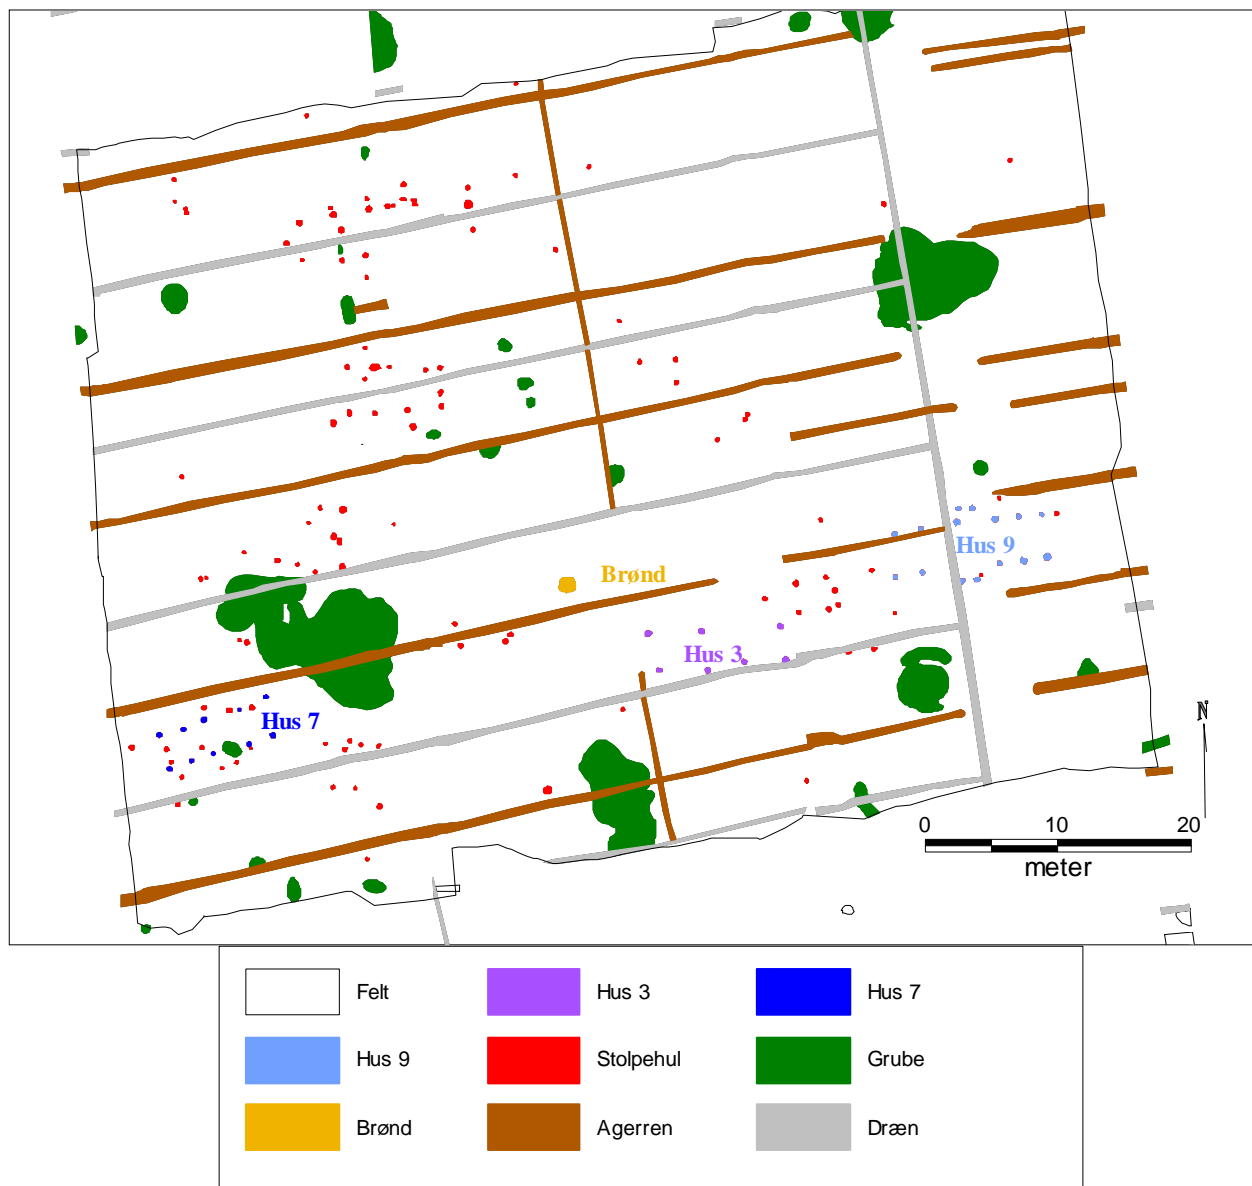 Hus 9
Brønd
Hus 3
Hus 7
N
0 10 20
meter
Felt Hus 3 Hus 7
Hus 9 Stolpehul Grube
Brønd Agerren Dræn